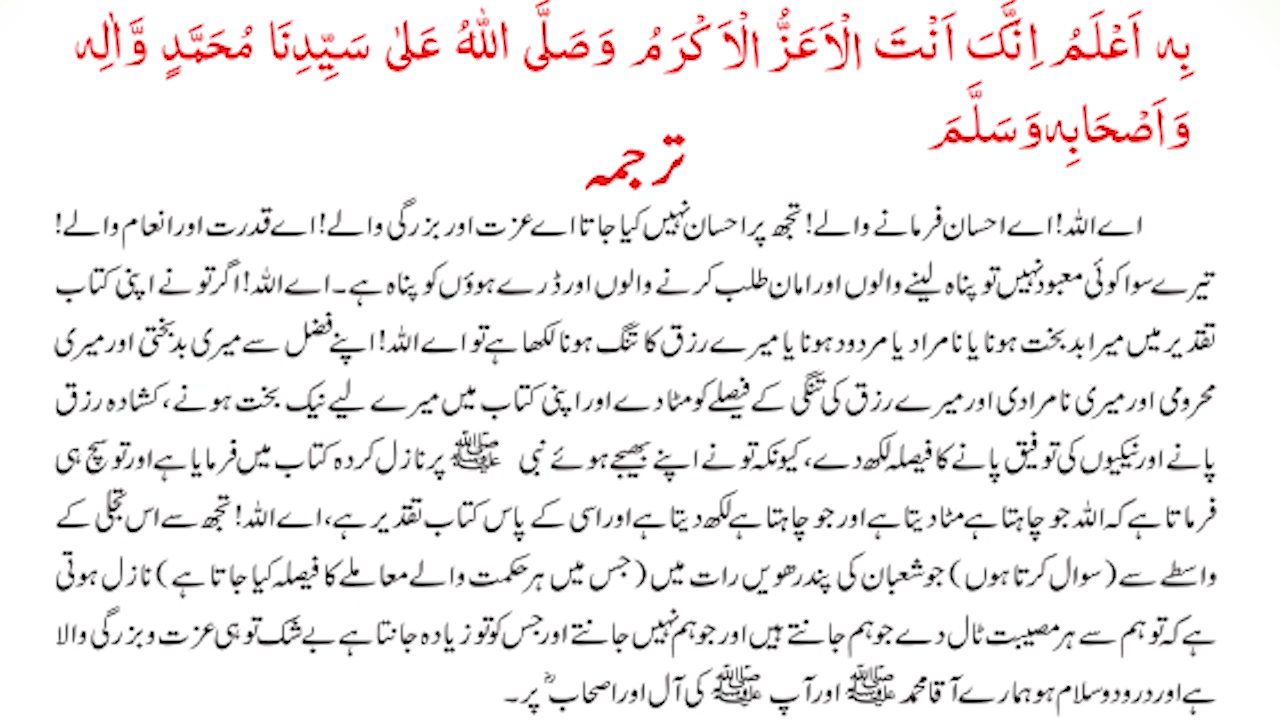 بِهٖ اَعْلَمُ اِنَّکَ اَنْتَ الْاَعَزُّ الْاَکْرَمُ وَصَلَّی اللّٰهُ عَلٰی سَیِّدِنَا مُحَمَّدٍ وَّاٰلِهٖ
وَاَصْحَابِهٖ وَسَلَّمَ
ترجمہ
اے اللہ! اے احسان فرمانے والے! تجھ پر احسان نہیں کیا جاتا اے عزت اور بزرگی والے! اے قدرت اور انعام والے!
تیرے سوا کوئی معبود نہیں تو پناہ لینے والوں اور امان طلب کرنے والوں اور ڈرے ہوؤں کو پناہ ہے۔ اے اللہ! اگر تو نے اپنی کتاب
تقدیر میں میرا بد بخت ہونا یا نامراد یا مردود ہونا یا میرے رزق کا تنگ ہونا لکھا ہے تو اے اللہ! اپنے فضل سے میری بدبختی اور میری
محرومی اور میری نامرادی اور میرے رزق کی تنگی کے فیصلے کو مٹا دے اور اپنی کتاب میں میرے لیے نیک بخت ہونے، کشادہ رزق
پانے اور نیکیوں کی توفیق پانے کا فیصلہ لکھ دے، کیونکہ تو نے اپنے بھیجے ہوئے نبی ﷺ پر نازل کردہ کتاب میں فرمایا ہے اور تو سچ ہی
فرماتا ہے کہ اللہ جو چاہتا ہے مٹا دیتا ہے اور جو چاہتا ہے لکھ دیتا ہے اور اسی کے پاس کتاب تقدیر ہے، اے اللہ! تجھ سے اس تجلی کے
واسطے سے (سوال کرتا ہوں) جو شعبان کی پندرھویں رات میں (جس میں ہر حکمت والے معاملے کا فیصلہ کیا جاتا ہے) نازل ہوتی
ہے کہ تو ہم سے ہر مصیبت ٹال دے جو ہم جانتے ہیں اور جو ہم نہیں جانتے اور جس کو تو زیادہ جانتا ہے بے شک تو ہی عزت و بزرگی والا
ہے اور درود و سلام ہو ہمارے آقا محمد ﷺ اور آپ ﷺ کی آل اور اصحابؓ پر۔